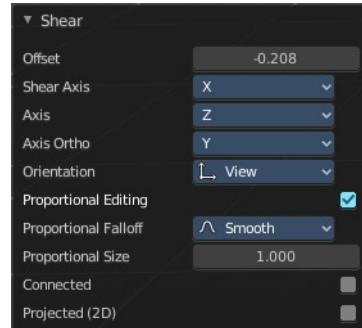 Shear
Offset -0.208
Shear Axis X
Axis Z
Axis Ortho Y
Orientation View
Proportional Editing
Proportional Falloff Smooth
Proportional Size 1.000
Connected
Projected (2D)